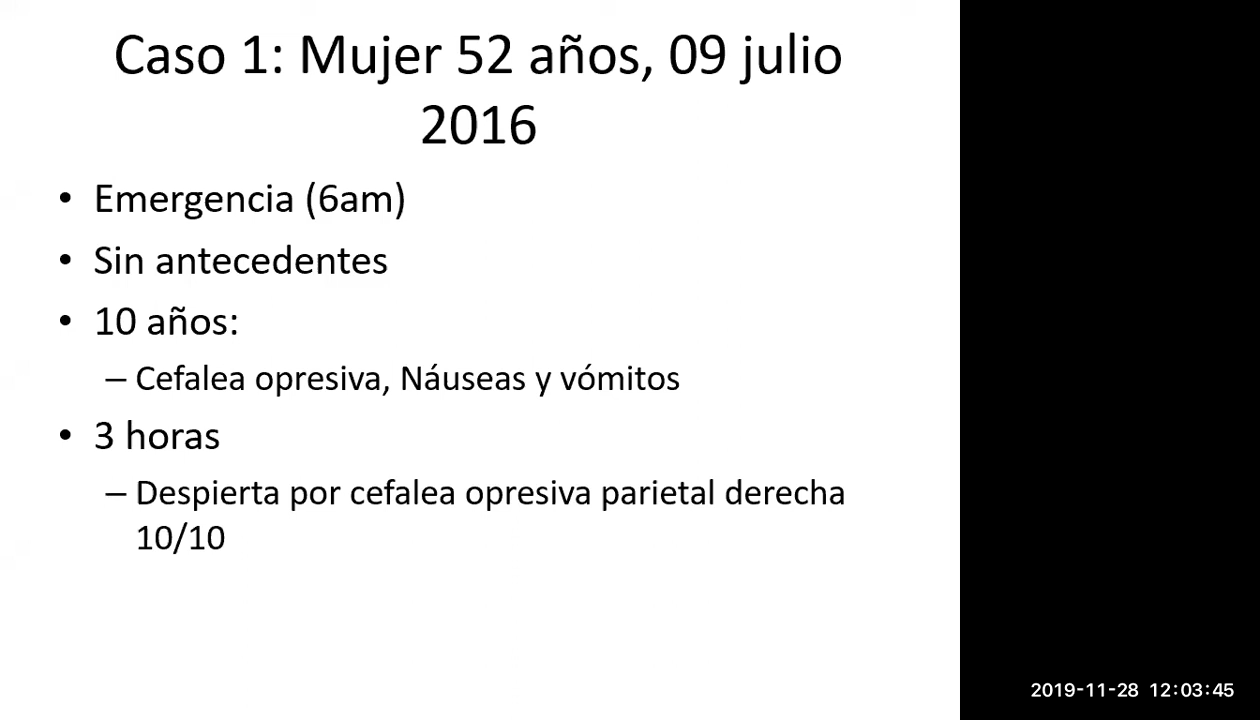 Caso 1: Mujer 52 años, 09 julio
2016
• Emergencia (6am)
• Sin antecedentes
• 10 años:
– Cefalea opresiva, Náuseas y vómitos
• 3 horas
– Despierta por cefalea opresiva parietal derecha
10/10
2019-11-28 12:03:45